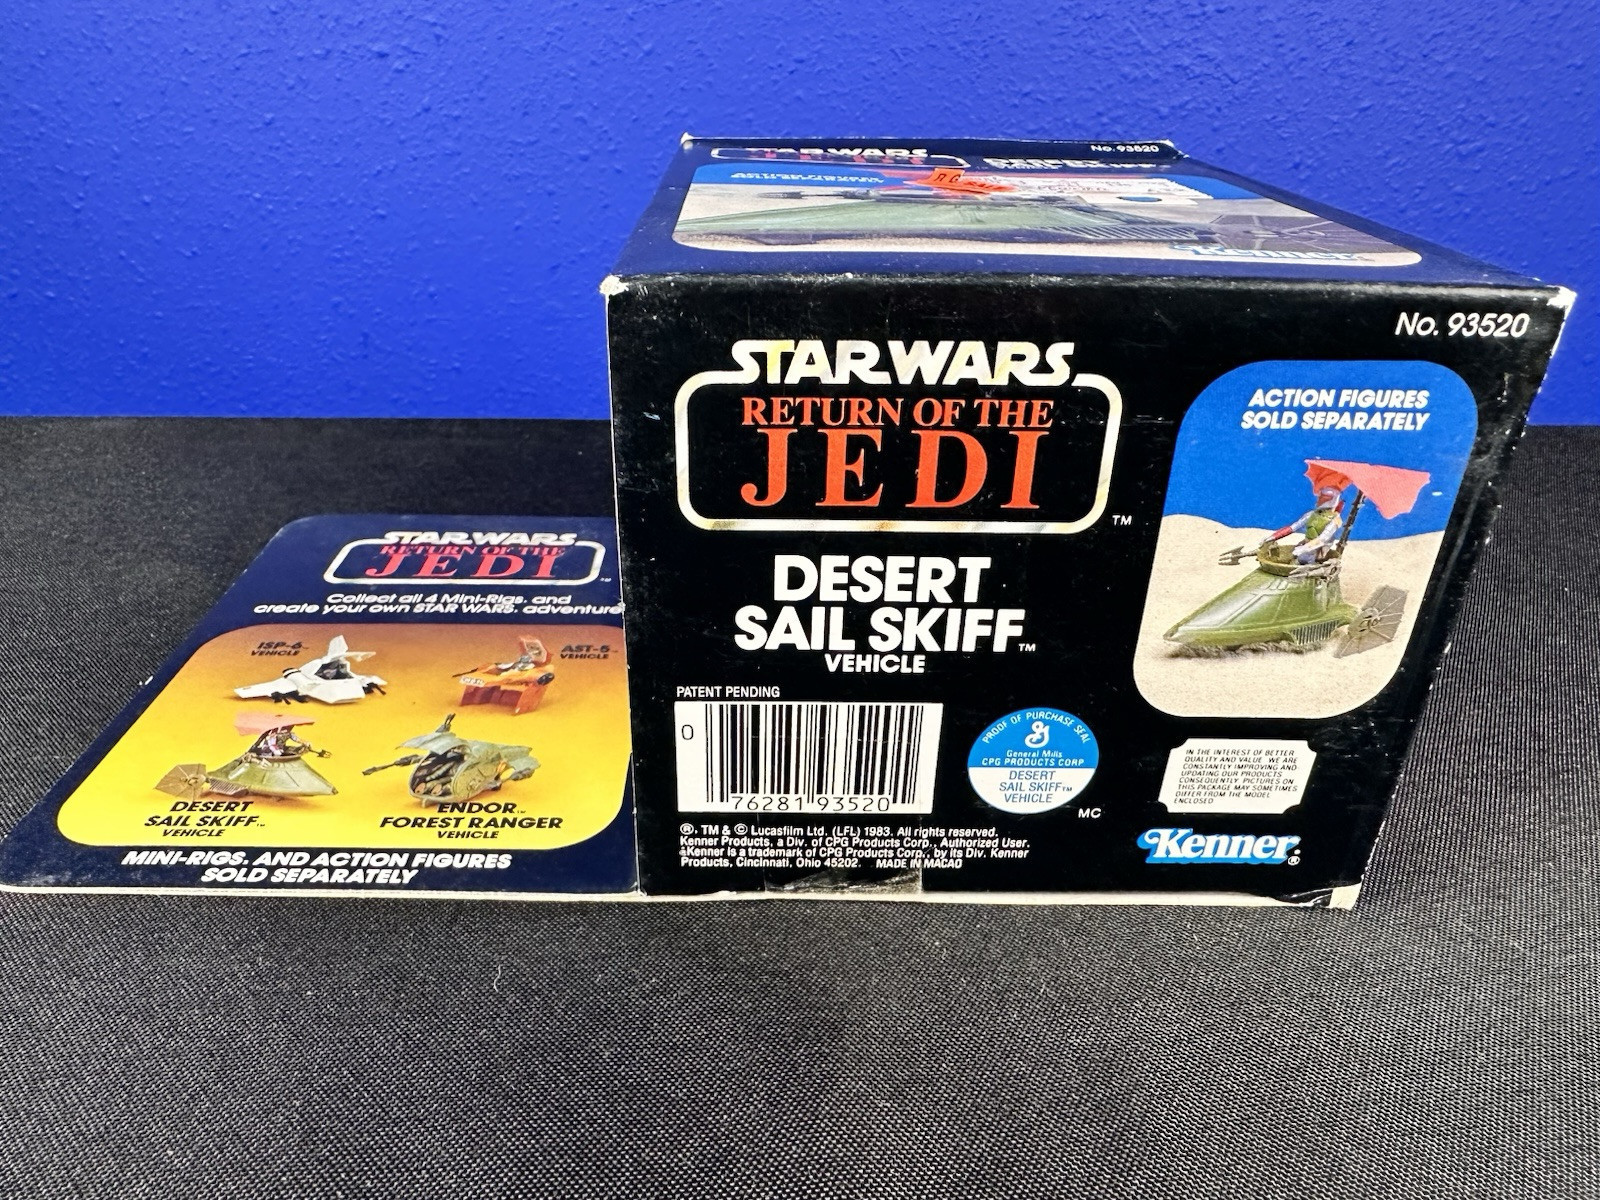 STAR WARS
No. 93520
ACTION FIGURES
SOLD SEPARATELY
Kenner
No. 93520
STAR WARS
RETURN OF THE
JEDI
TM
DESERT
SAIL SKIFF™
VEHICLE
ACTION FIGURES
SOLD SEPARATELY
PATENT PENDING
0
76281 93520
PROOF OF PURCHASE SEAL
General Mills
CPG PRODUCTS CORP
DESERT
SAIL SKIFF™
VEHICLE
MC
IN THE INTEREST OF BETTER
QUALITY AND VALUE WE ARE
CONSTANTLY IMPROVING AND
UPDATING OUR PRODUCTS
CONSEQUENTLY, PICTURES ON
THIS PACKAGE MAY SOMETIMES
DIFFER FROM THE MODEL
ENCLOSED
®, TM & © Lucasfilm Ltd. (LFL) 1983. All rights reserved.
Kenner Products, a Div. of CPG Products Corp., Authorized User.
Kenner is a trademark of CPG Products Corp., by its Div. Kenner
Products, Cincinnati, Ohio 45202. MADE IN MACAO
Kenner®
STAR WARS
RETURN OF THE
JEDI
Collect all 4 Mini-Rigs, and
create your own STAR WARS, adventure
ISP-6™
VEHICLE
AST-5™
VEHICLE
DESERT
SAIL SKIFF™
VEHICLE
ENDOR™
FOREST RANGER
VEHICLE
MINI-RIGS, AND ACTION FIGURES
SOLD SEPARATELY